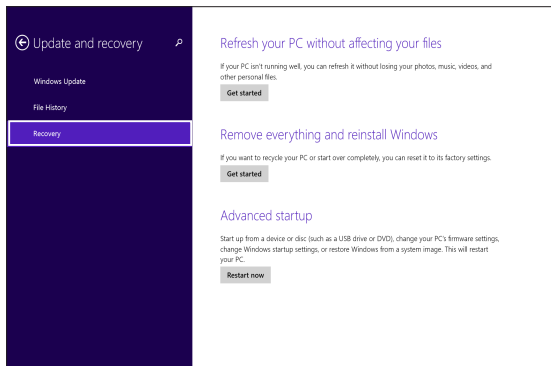 Update and recovery
Windows Update
File History
Recovery
Refresh your PC without affecting your files
If your PC isn't running well, you can refresh it without losing your photos, music, videos, and
other personal files.
Get started
Remove everything and reinstall Windows
If you want to recycle your PC or start over completely, you can reset it to its factory settings.
Get started
Advanced startup
Start up from a device or disc (such as a USB drive or DVD), change your PC's firmware settings,
change Windows startup settings, or restore Windows from a system image. This will restart
your PC.
Restart now